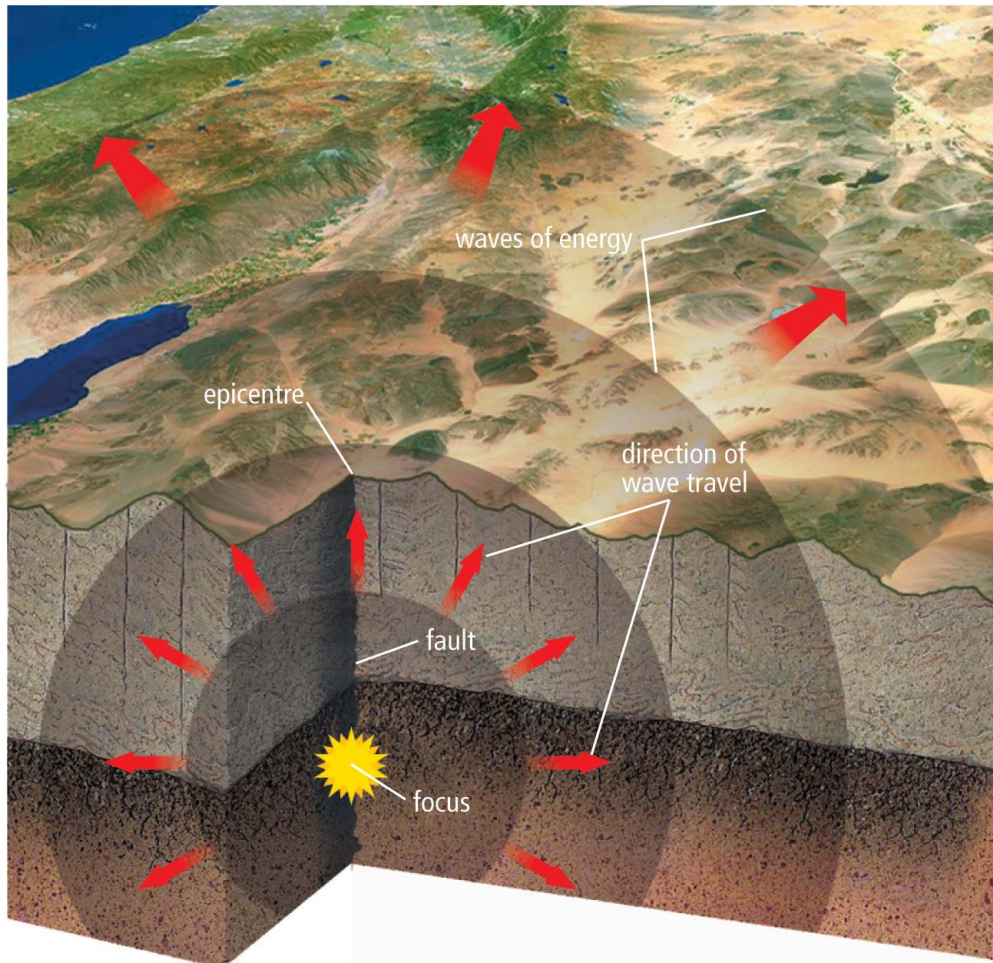 waves of energy
epicentre
direction of
wave travel
fault
focus